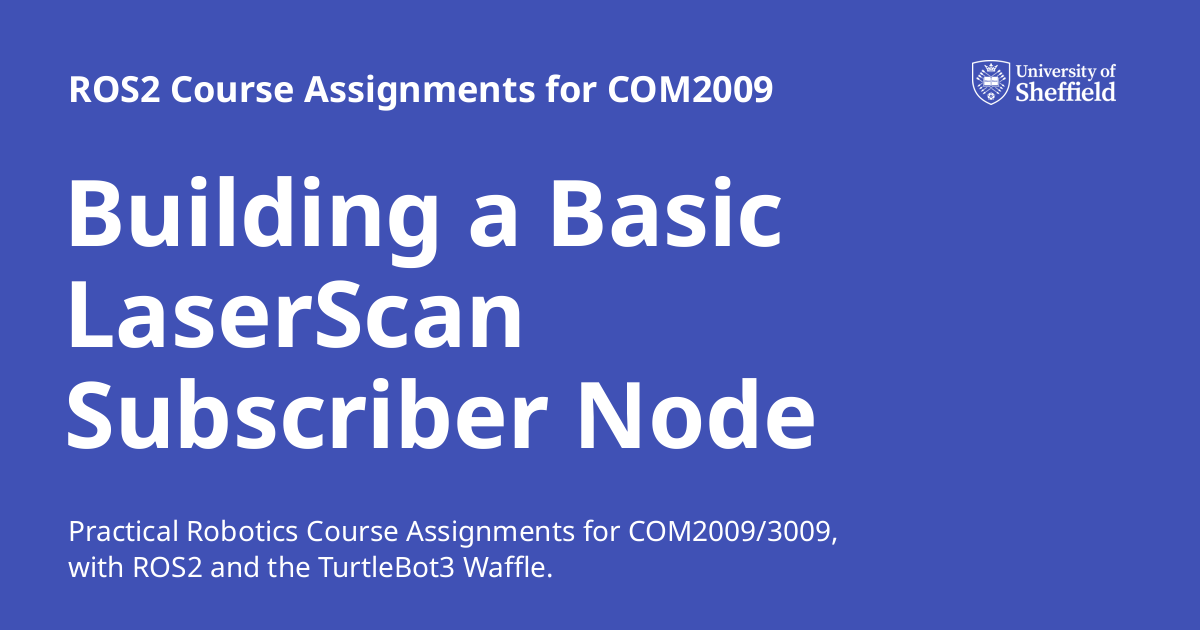 ROS2 Course Assignments for COM2009
University of
Sheffield
Building a Basic
LaserScan
Subscriber Node
Practical Robotics Course Assignments for COM2009/3009,
with ROS2 and the TurtleBot3 Waffle.